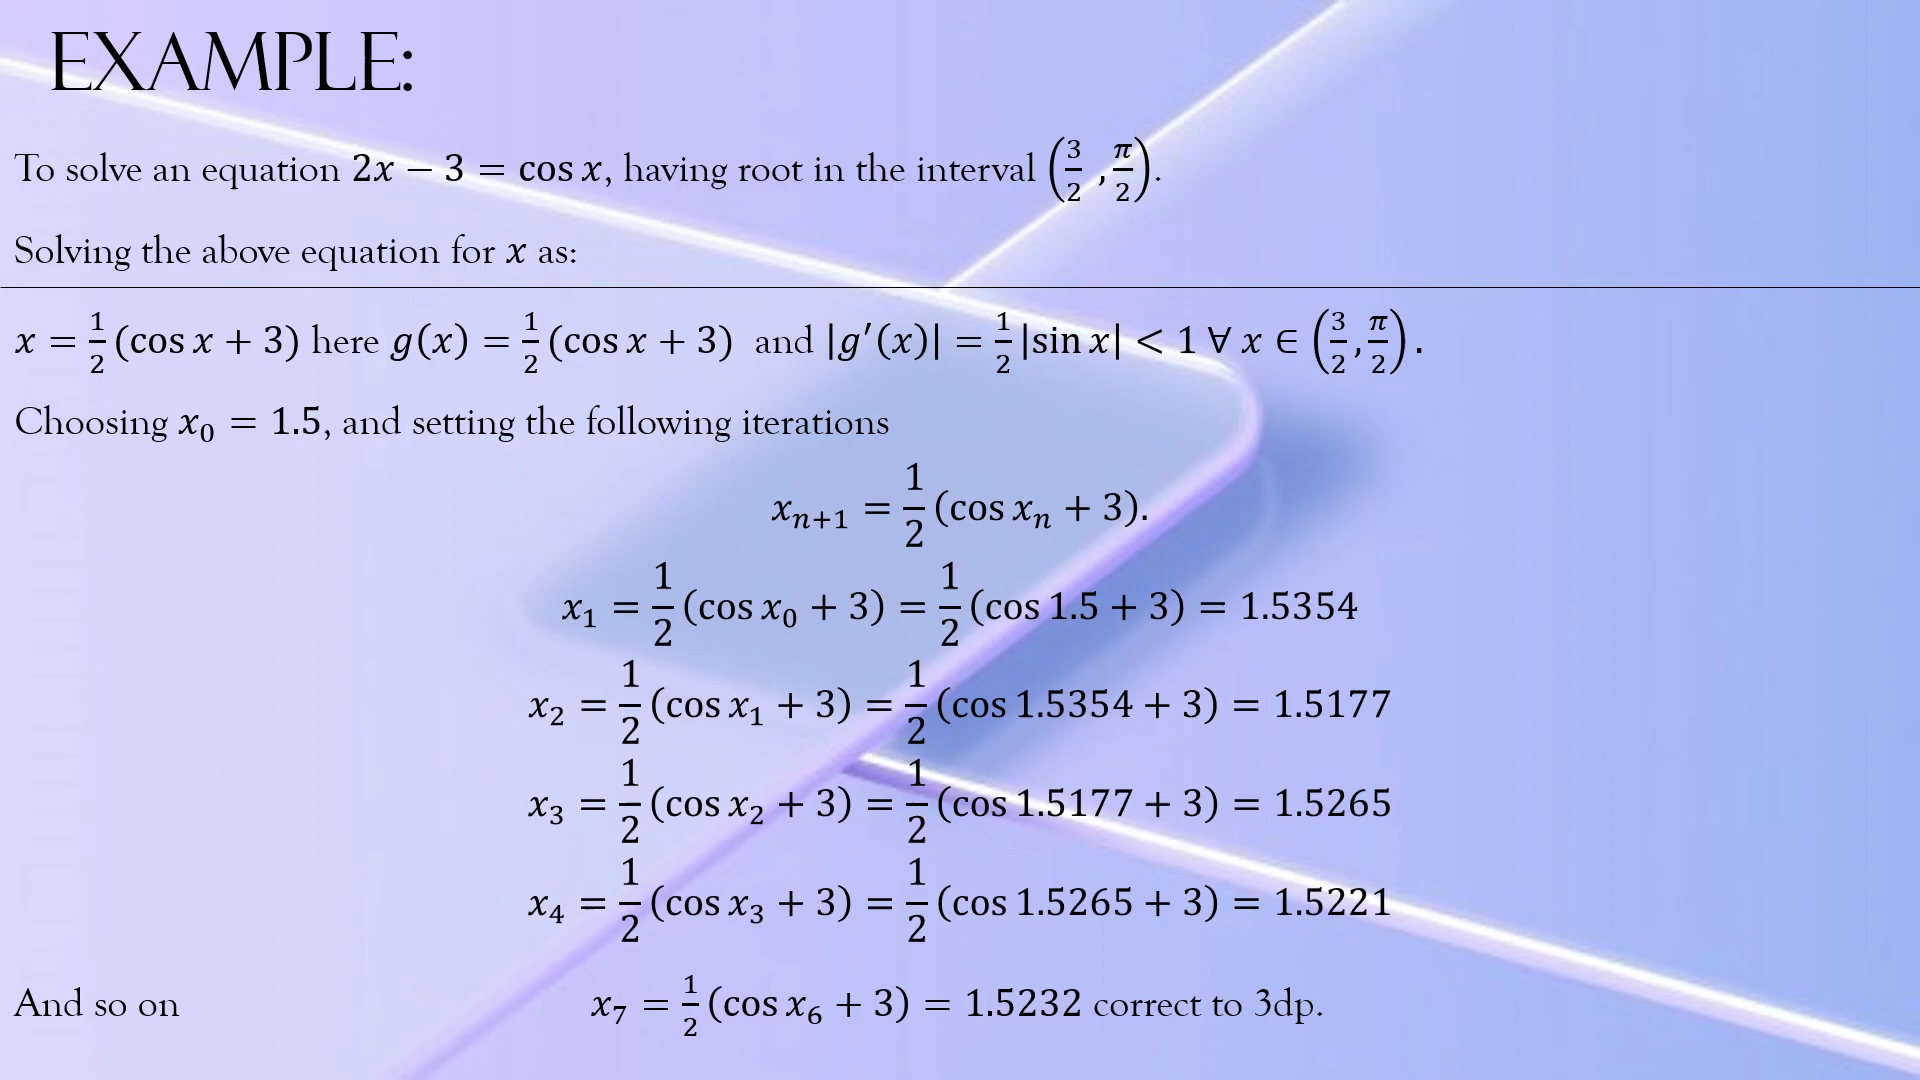 EXAMPLE:
To solve an equation 2x − 3 = cos x, having root in the interval (3/2 , π/2).
Solving the above equation for x as:
x = 1/2 (cos x + 3) here g(x) = 1/2 (cos x + 3) and |g′(x)| = 1/2 |sin x| < 1 ∀ x ∈ (3/2, π/2) .
Choosing x₀ = 1.5, and setting the following iterations
xₙ₊₁ = 1/2 (cos xₙ + 3).
x₁ = 1/2 (cos x₀ + 3) = 1/2 (cos 1.5 + 3) = 1.5354
x₂ = 1/2 (cos x₁ + 3) = 1/2 (cos 1.5354 + 3) = 1.5177
x₃ = 1/2 (cos x₂ + 3) = 1/2 (cos 1.5177 + 3) = 1.5265
x₄ = 1/2 (cos x₃ + 3) = 1/2 (cos 1.5265 + 3) = 1.5221
And so on x₇ = 1/2 (cos x₆ + 3) = 1.5232 correct to 3dp.